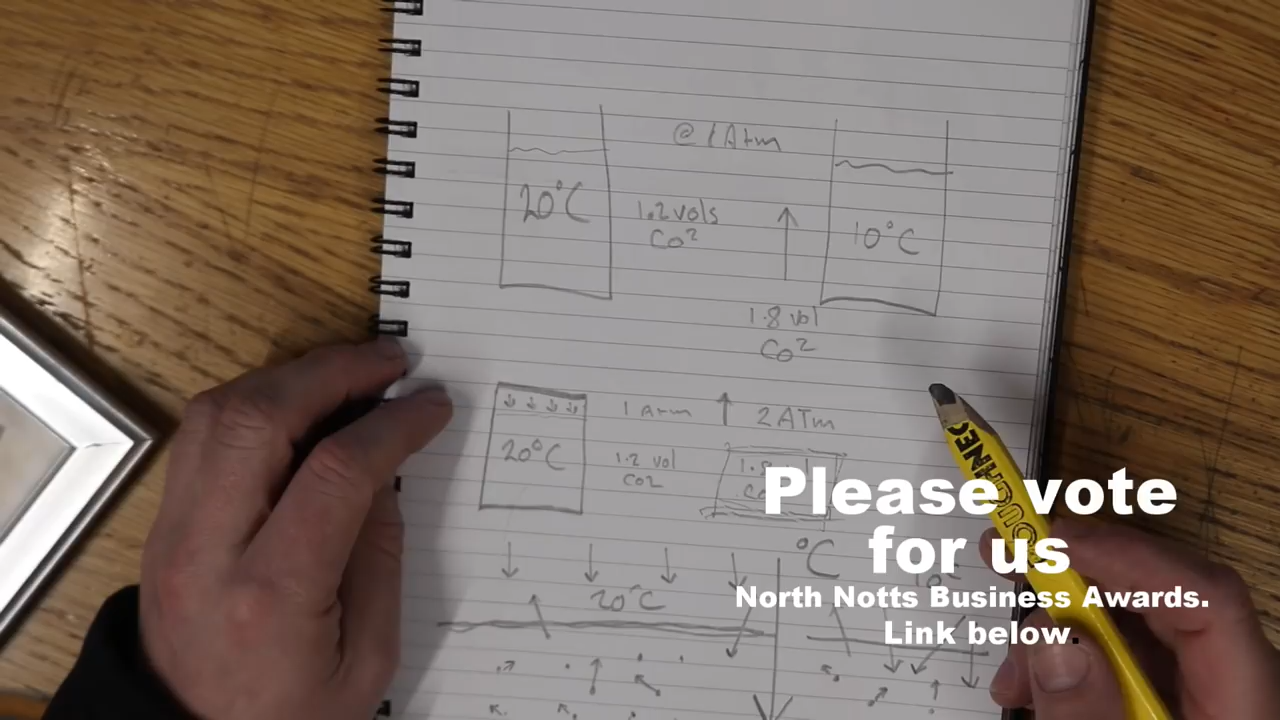 @ 1 Atm
20°C
1.2 vols
Co²
10°C
1.8 vol
Co²
1 Atm
2 ATm
20°C
1.2 vol
CO2
Please vote
for us
North Notts Business Awards.
Link below.
°C
20°C